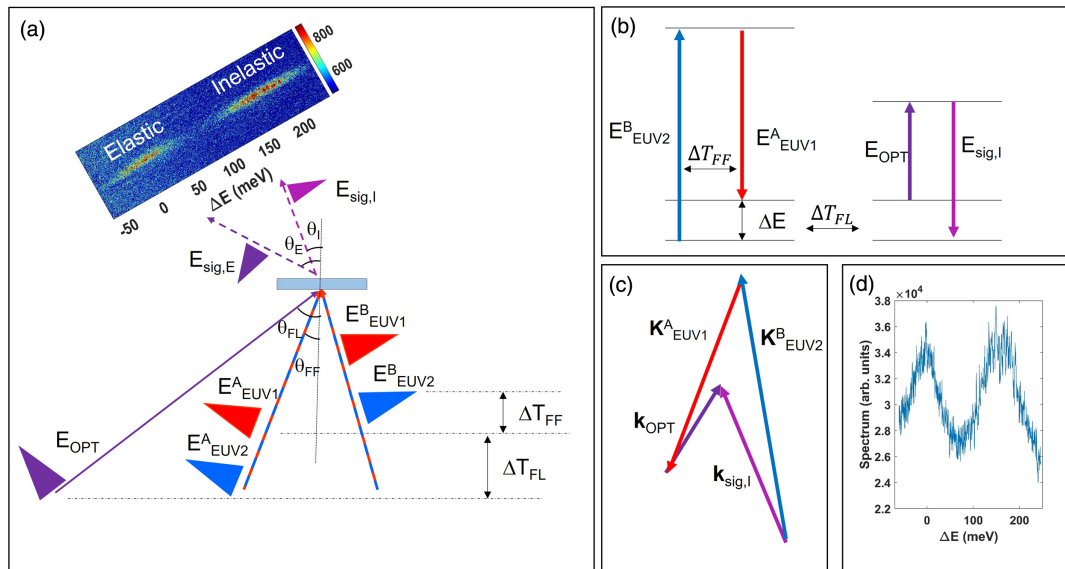 (a)
800
600
Elastic
Inelastic
-50
0
50
100
150
200
ΔE (meV)
E_sig,I
E_sig,E
θ_E
θ_I
θ_FL
θ_FF
E^B_EUV1
E^B_EUV2
E^A_EUV1
E^A_EUV2
E_OPT
ΔT_FF
ΔT_FL
(b)
E^B_EUV2
E^A_EUV1
ΔT_FF
ΔE
ΔT_FL
E_OPT
E_sig,I
(c)
K^A_EUV1
K^B_EUV2
k_OPT
k_sig,I
(d)
×10^4
3.8
3.6
3.4
3.2
3
2.8
2.6
2.4
2.2
Spectrum (arb. units)
0 100 200
ΔE (meV)